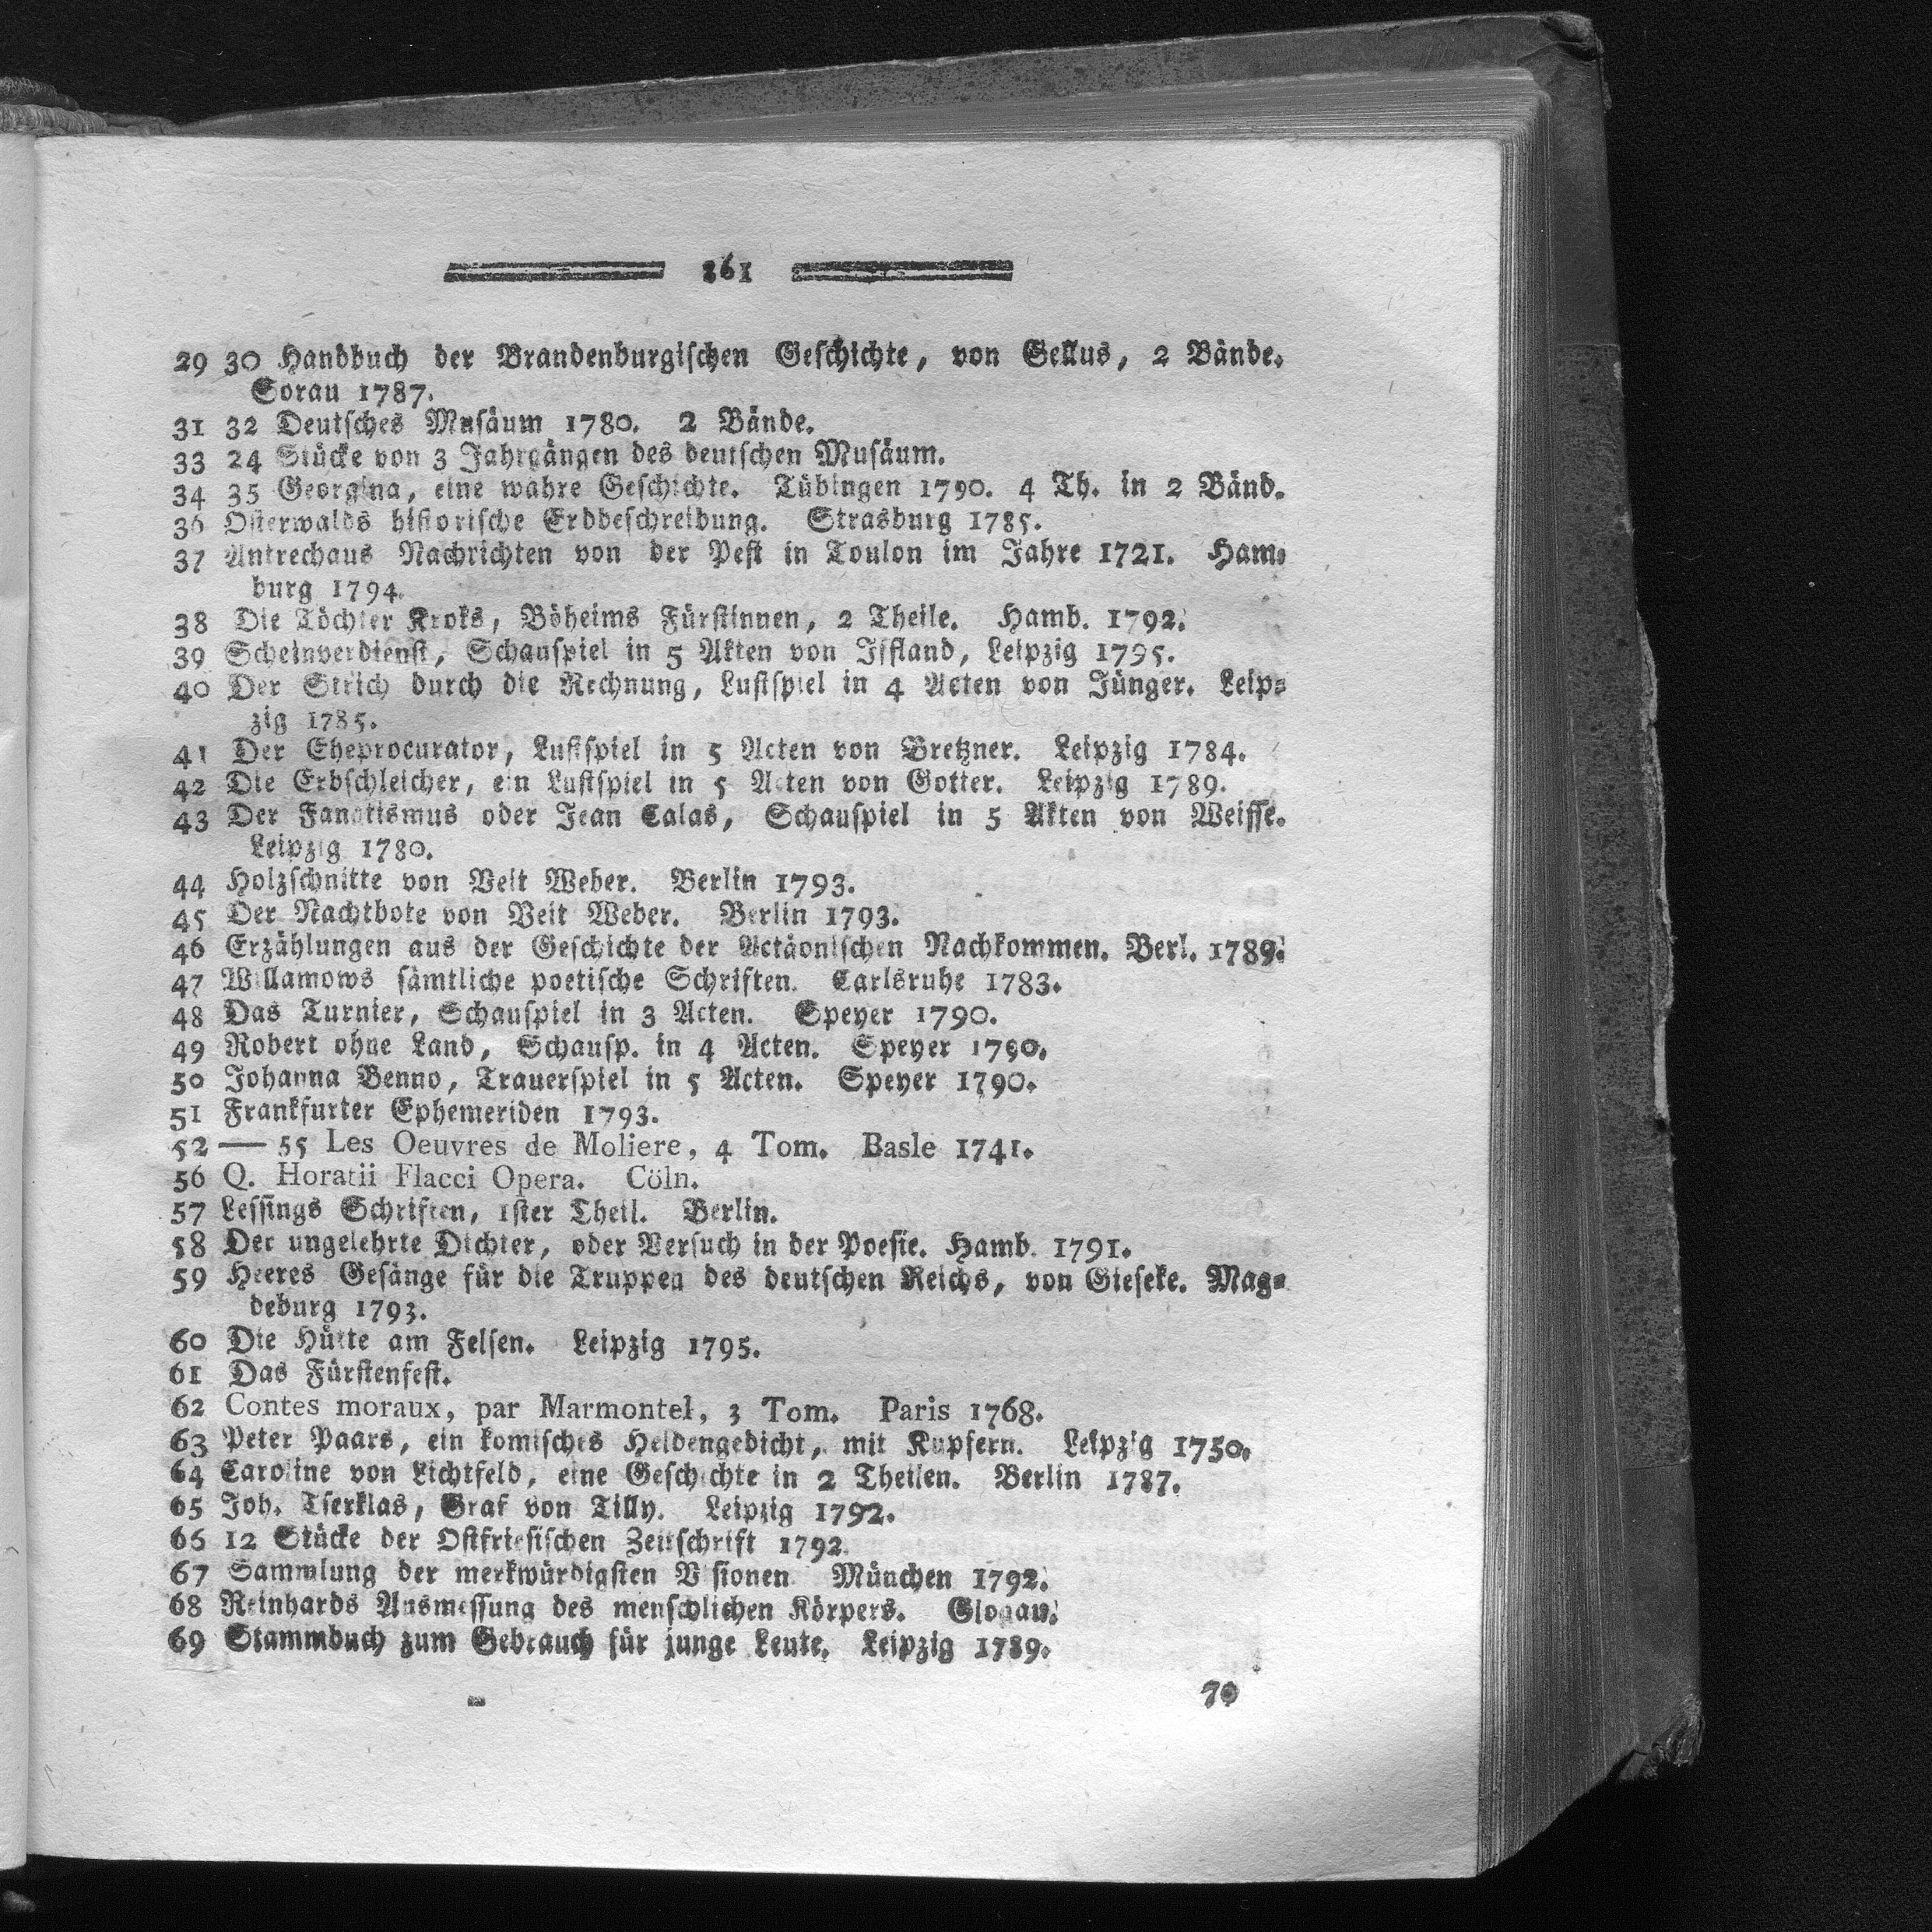 261
29 30 Handbuch der Brandenburgischen Geschichte, von Gellus, 2 Bände.
Sorau 1787.
31 32 Deutsches Musäum 1780. 2 Bände.
33 24 Stücke von 3 Jahrgängen des deutschen Musäum.
34 35 Georgina, eine wahre Geschichte. Tübingen 1790. 4 Th. in 2 Bänd.
36 Osterwalds historische Erdbeschreibung. Strasburg 1785.
37 Antrechaus Nachrichten von der Pest in Toulon im Jahre 1721. Ham-
burg 1794.
38 Die Töchter Kroks, Böheims Fürstinnen, 2 Theile. Hamb. 1792.
39 Scheinverdienst, Schauspiel in 5 Akten von Iffland, Leipzig 1795.
40 Der Strich durch die Rechnung, Lustspiel in 4 Acten von Jünger. Leip-
zig 1785.
41 Der Eheprocurator, Lustspiel in 5 Acten von Bretzner. Leipzig 1784.
42 Die Erbschleicher, ein Lustspiel in 5 Acten von Gotter. Leipzig 1789.
43 Der Fanatismus oder Jean Calas, Schauspiel in 5 Akten von Weisse.
Leipzig 1780.
44 Holzschnitte von Veit Weber. Berlin 1793.
45 Der Nachtbote von Veit Weber. Berlin 1793.
46 Erzählungen aus der Geschichte der Actäonischen Nachkommen. Berl. 1789.
47 Willamows sämtliche poetische Schriften. Carlsruhe 1783.
48 Das Turnier, Schauspiel in 3 Acten. Speyer 1790.
49 Robert ohne Land, Schausp. in 4 Acten. Speyer 1790.
50 Johanna Benno, Trauerspiel in 5 Acten. Speyer 1790.
51 Frankfurter Ephemeriden 1793.
52 — 55 Les Oeuvres de Moliere, 4 Tom. Basle 1741.
56 Q. Horatii Flacci Opera. Cöln.
57 Lessings Schriften, 1ster Theil. Berlin.
58 Der ungelehrte Dichter, oder Versuch in der Poesie. Hamb. 1791.
59 Heeres Gesänge für die Truppen des deutschen Reichs, von Gieseke. Mag-
deburg 1793.
60 Die Hütte am Felsen. Leipzig 1795.
61 Das Fürstenfest.
62 Contes moraux, par Marmontel, 3 Tom. Paris 1768.
63 Peter Paars, ein komisches Heldengedicht, mit Kupfern. Leipzig 1750.
64 Caroline von Lichtfeld, eine Geschichte in 2 Theilen. Berlin 1787.
65 Joh. Tserklas, Graf von Tilly. Leipzig 1792.
66 12 Stücke der Ostfriesischen Zeitschrift 1792.
67 Sammlung der merkwürdigsten Visionen München 1792.
68 Reinhards Ausmessung des menschlichen Körpers. Glogau.
69 Stammbuch zum Gebrauch für junge Leute. Leipzig 1789.
70